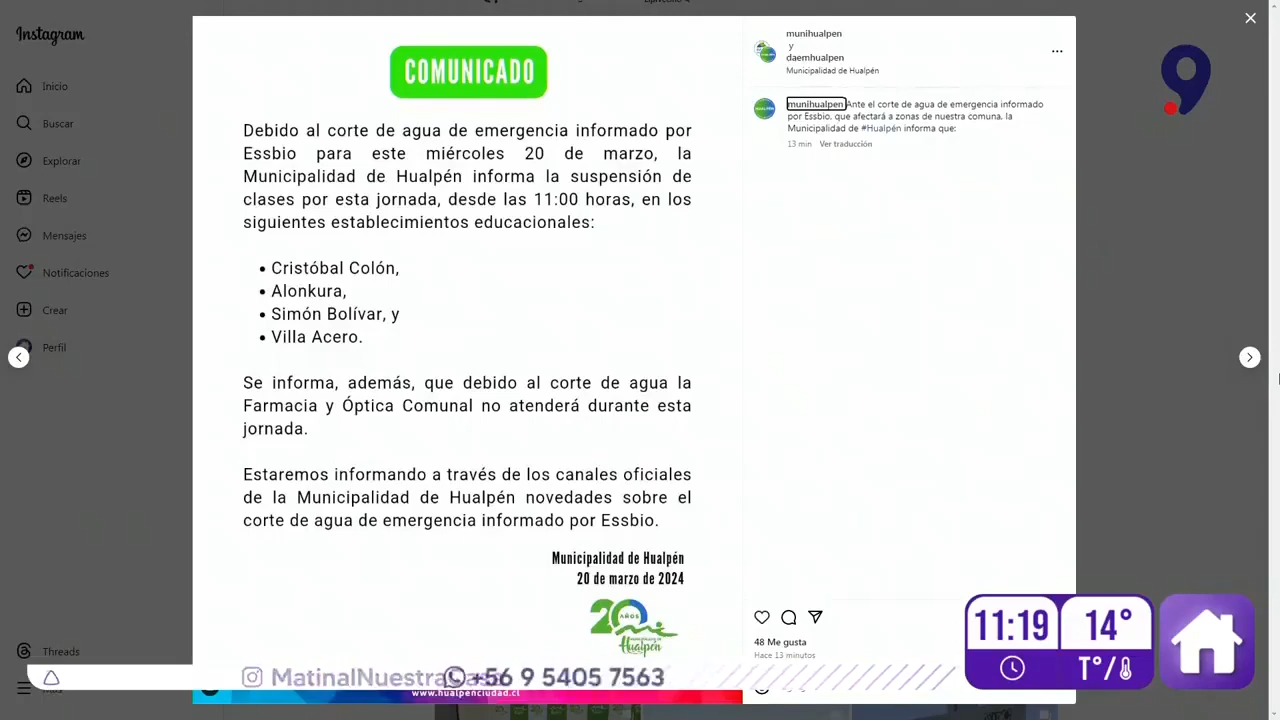 Instagram
Inicio
Buscar
Explorar
Reels
Mensajes
Notificaciones
Crear
Perfil
Threads
COMUNICADO
Debido al corte de agua de emergencia informado por
Essbio para este miércoles 20 de marzo, la
Municipalidad de Hualpén informa la suspensión de
clases por esta jornada, desde las 11:00 horas, en los
siguientes establecimientos educacionales:
• Cristóbal Colón,
• Alonkura,
• Simón Bolívar, y
• Villa Acero.
Se informa, además, que debido al corte de agua la
Farmacia y Óptica Comunal no atenderá durante esta
jornada.
Estaremos informando a través de los canales oficiales
de la Municipalidad de Hualpén novedades sobre el
corte de agua de emergencia informado por Essbio.
Municipalidad de Hualpén
20 de marzo de 2024
20 AÑOS
MUNICIPALIDAD DE
Hualpén
munihualpen
y
daemhualpen
Municipalidad de Hualpén
munihualpen Ante el corte de agua de emergencia informado
por Essbio, que afectará a zonas de nuestra comuna, la
Municipalidad de #Hualpén informa que:
13 min Ver traducción
48 Me gusta
Hace 13 minutos
9
MatinalNuestra
+56 9 5405 7563
www.hualpenciudad.cl
11:19
14°
T°/